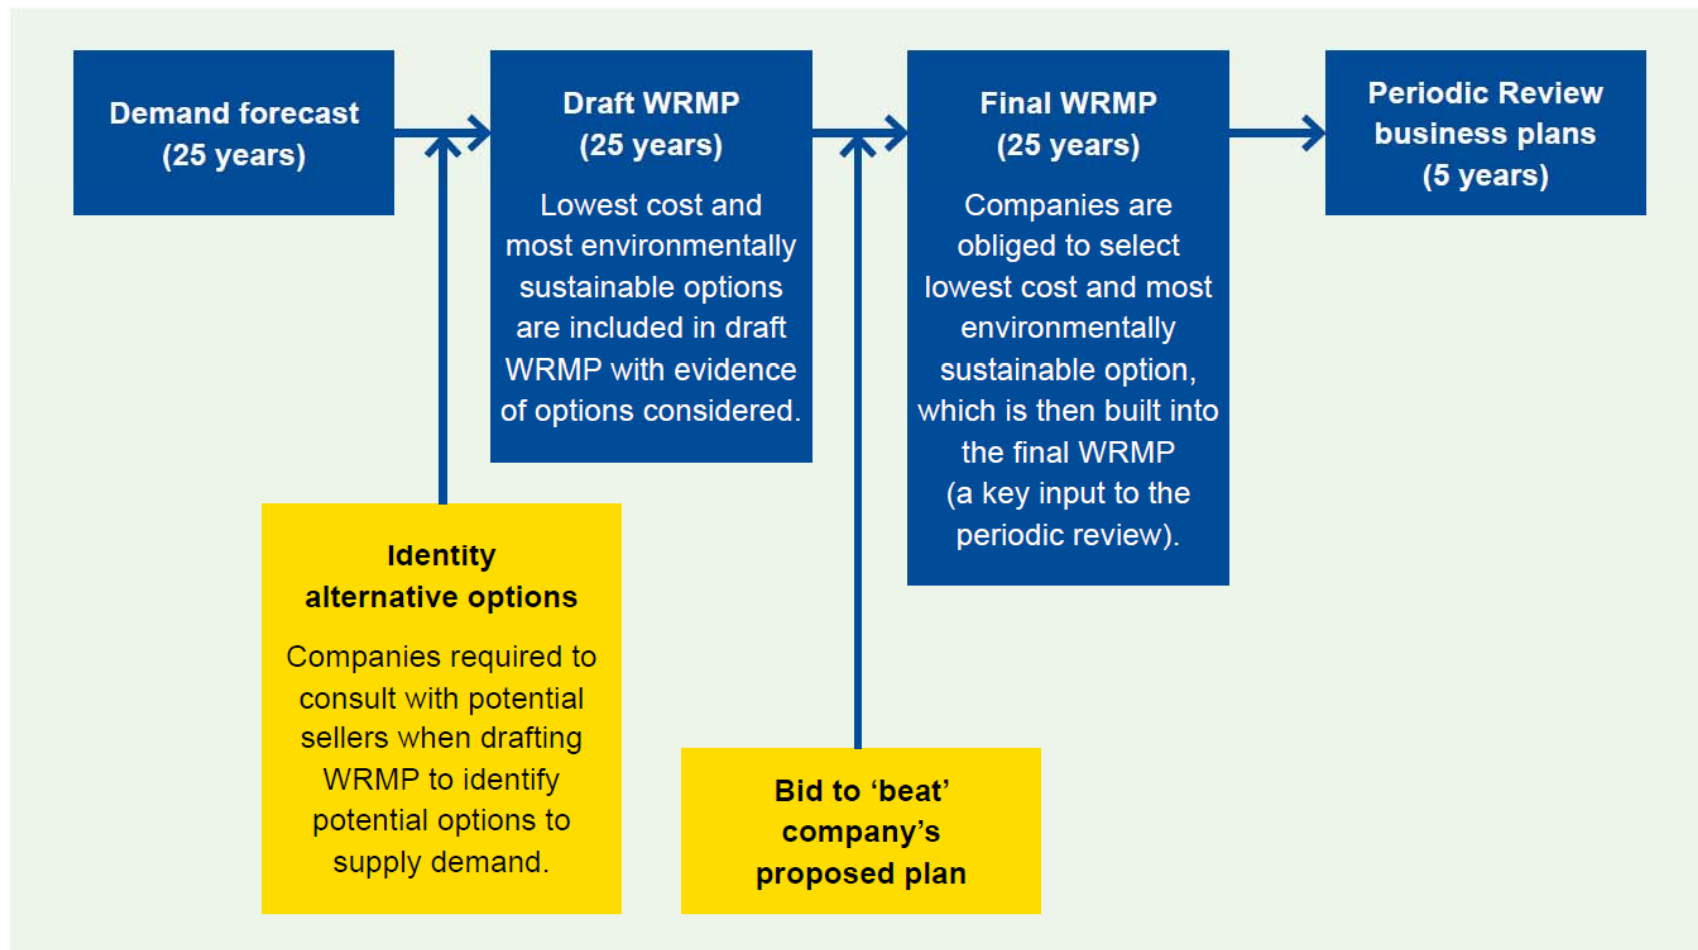 Demand forecast
(25 years)
Draft WRMP
(25 years)
Lowest cost and
most environmentally
sustainable options
are included in draft
WRMP with evidence
of options considered.
Final WRMP
(25 years)
Companies are
obliged to select
lowest cost and most
environmentally
sustainable option,
which is then built into
the final WRMP
(a key input to the
periodic review).
Periodic Review
business plans
(5 years)
Identity
alternative options
Companies required to
consult with potential
sellers when drafting
WRMP to identify
potential options to
supply demand.
Bid to ‘beat’
company’s
proposed plan